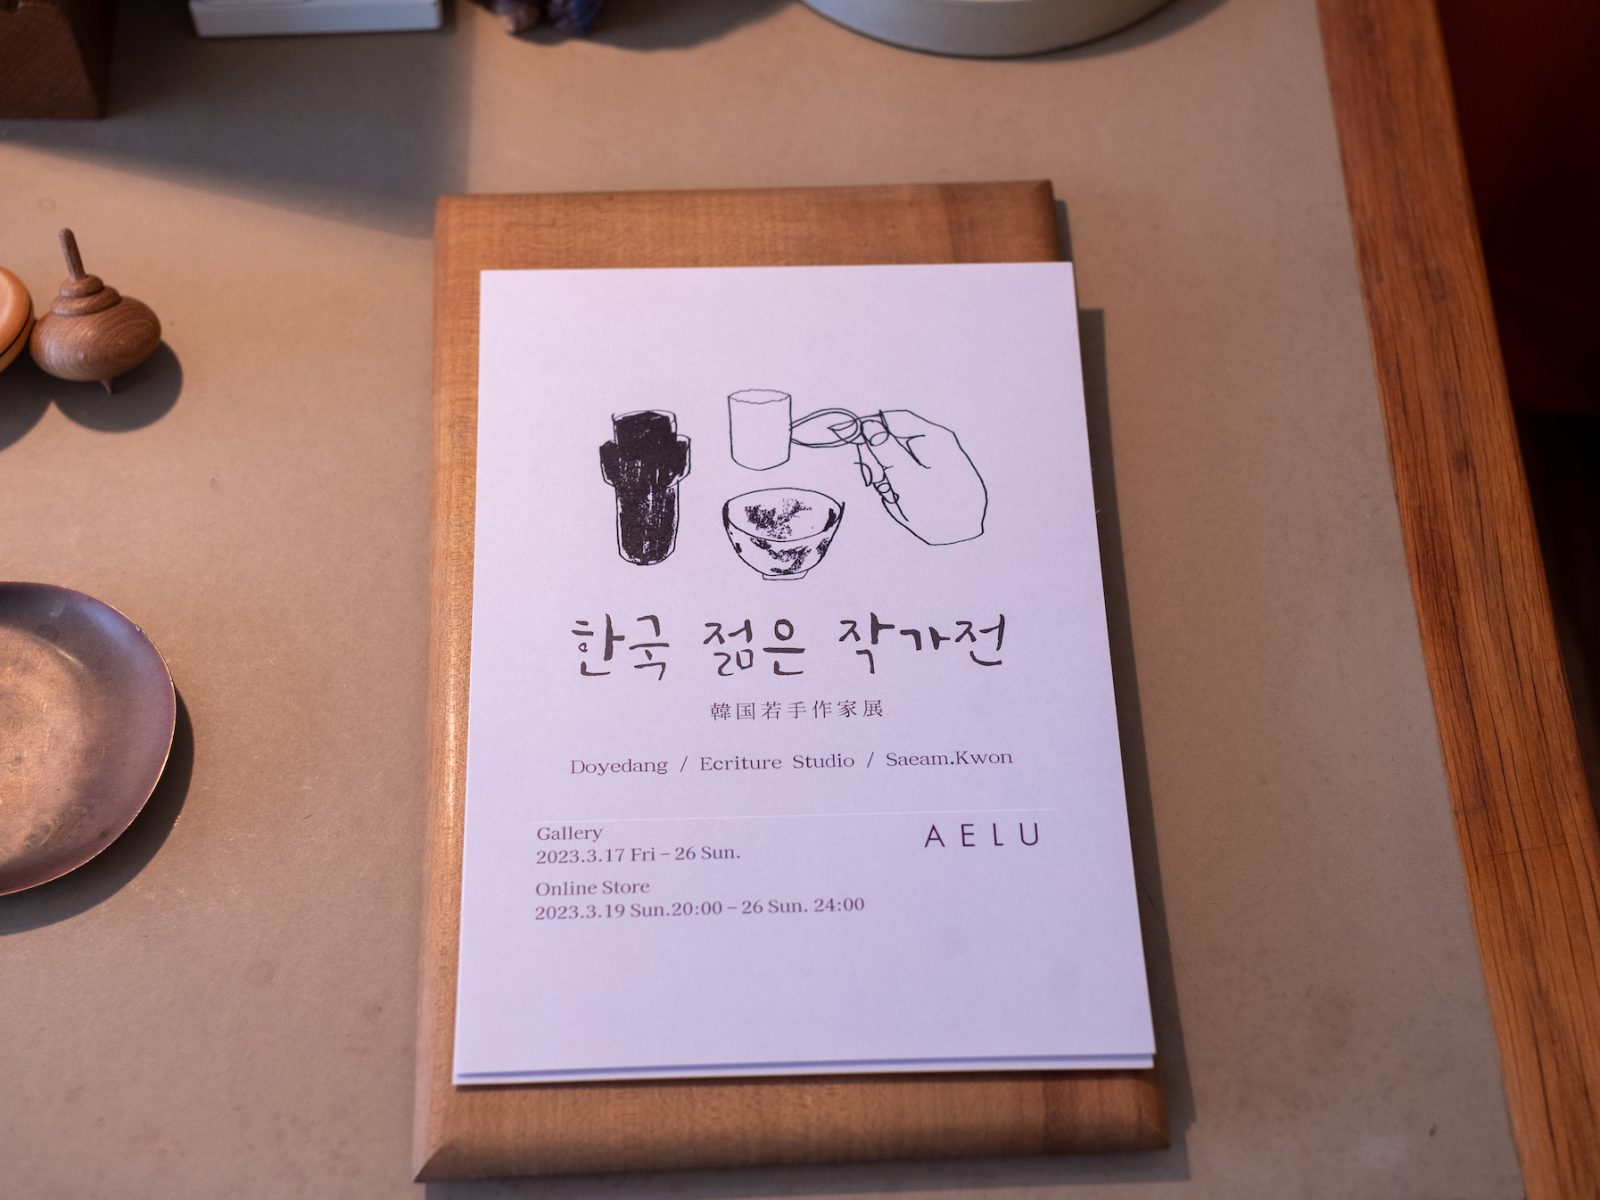 한국 젊은 작가전
韓国若手作家展
Doyedang / Ecriture Studio / Saeam.Kwon
Gallery
2023.3.17 Fri – 26 Sun.
AELU
Online Store
2023.3.19 Sun.20:00 – 26 Sun. 24:00